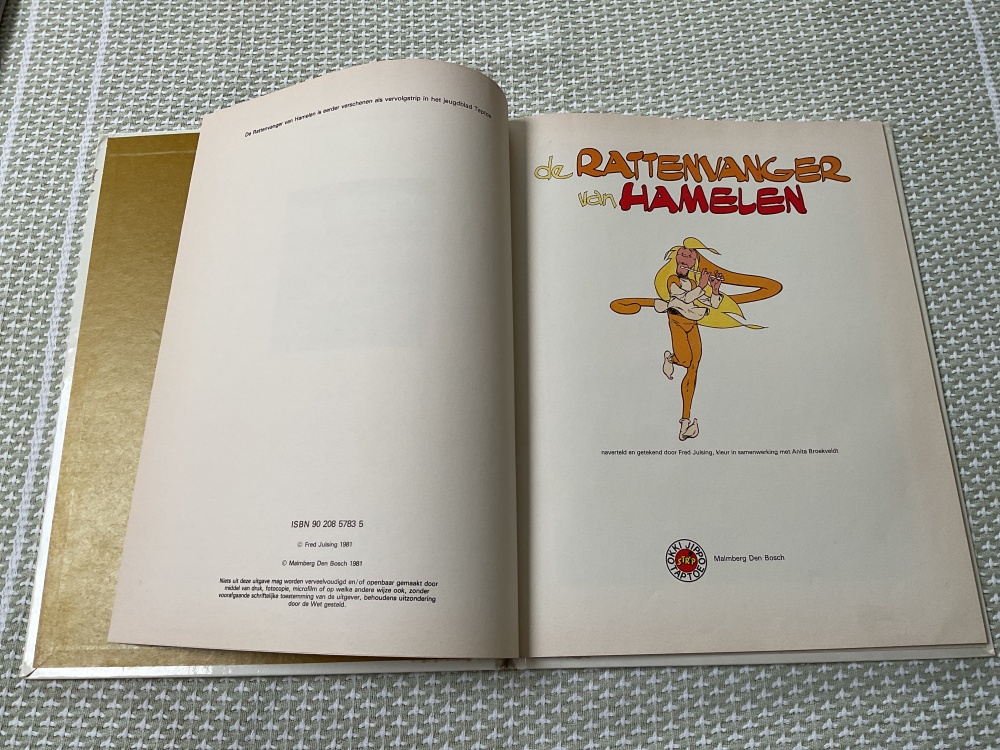 De Rattenvanger van Hamelen is eerder verschenen als vervolgstrip in het jeugdblad Taptoe
ISBN 90 208 5783 5
© Fred Julsing 1981
© Malmberg Den Bosch 1981
Niets uit deze uitgave mag worden verveelvoudigd en/of openbaar gemaakt door
middel van druk, fotocopie, microfilm of op welke andere wijze ook, zonder
voorafgaande schriftelijke toestemming van de uitgever, behoudens uitzondering
door de Wet gesteld.
de RATTENVANGER
van HAMELEN
naverteld en getekend door Fred Julsing, kleur in samenwerking met Anita Broekveldt
OKKI JIPPO
STRIP
TAPTOE
Malmberg Den Bosch